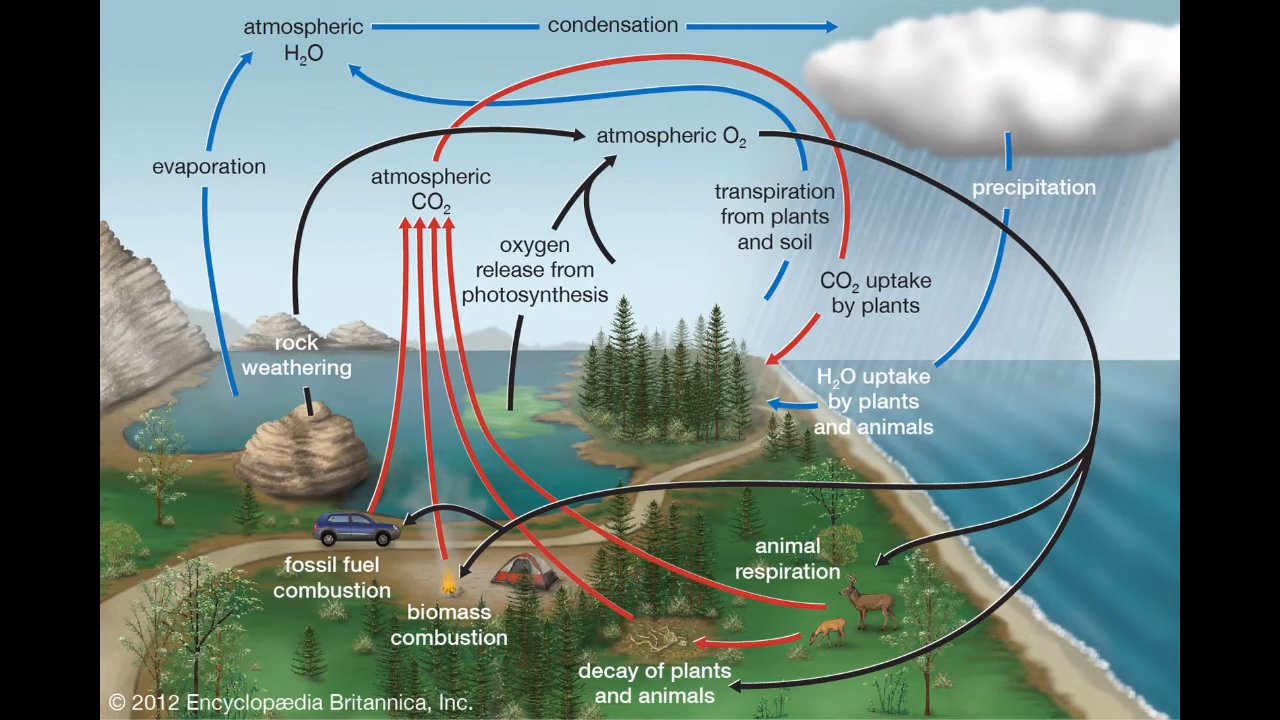 atmospheric
H₂O
condensation
atmospheric O₂
evaporation
atmospheric
CO₂
transpiration
from plants
and soil
precipitation
oxygen
release from
photosynthesis
CO₂ uptake
by plants
rock
weathering
H₂O uptake
by plants
and animals
animal
respiration
fossil fuel
combustion
biomass
combustion
decay of plants
and animals
© 2012 Encyclopædia Britannica, Inc.